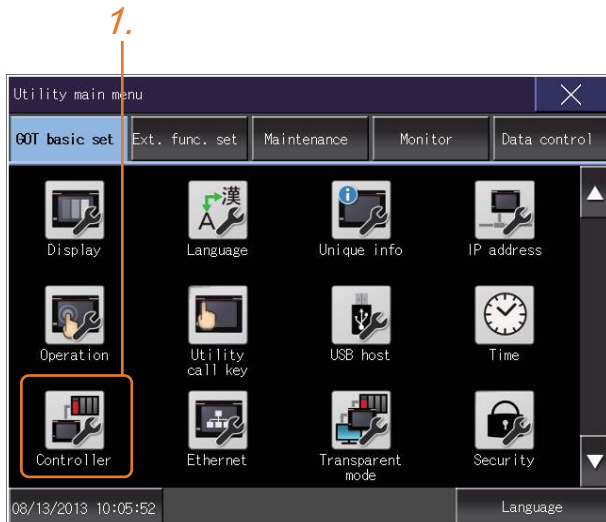 1.
Utility main menu
GOT basic set Ext. func. set Maintenance Monitor Data control
漢
A
Display Language Unique info IP address
Operation Utility call key USB host Time
Controller Ethernet Transparent mode Security
08/13/2013 10:05:52 Language